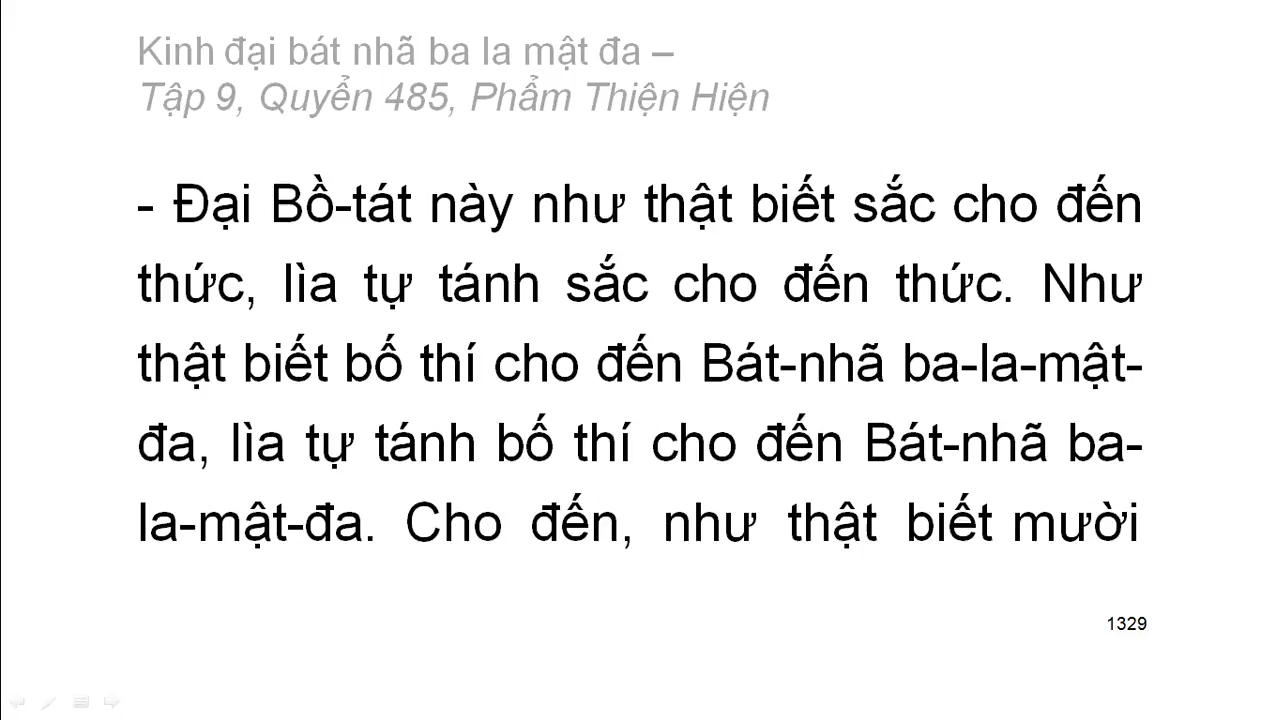 Kinh đại bát nhã ba la mật đa –
Tập 9, Quyển 485, Phẩm Thiện Hiện
- Đại Bồ-tát này như thật biết sắc cho đến
thức, lìa tự tánh sắc cho đến thức. Như
thật biết bố thí cho đến Bát-nhã ba-la-mật-
đa, lìa tự tánh bố thí cho đến Bát-nhã ba-
la-mật-đa. Cho đến, như thật biết mười
1329